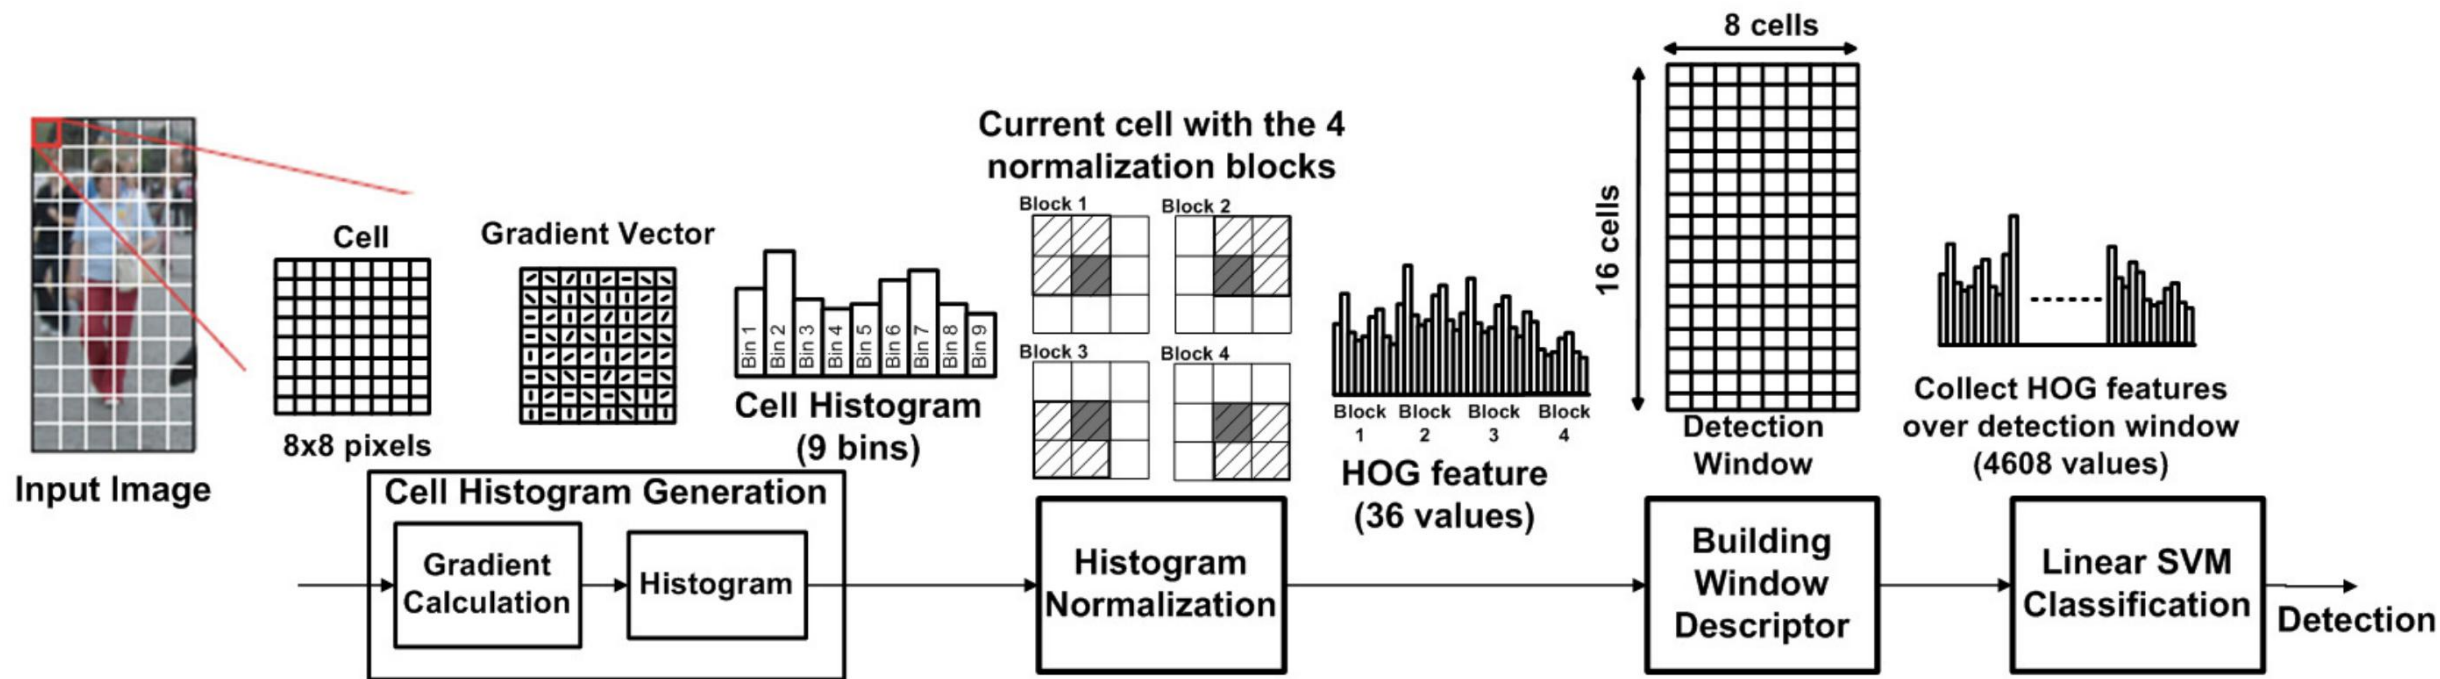 Input Image
Cell
8x8 pixels
Gradient Vector
Bin 1
Bin 2
Bin 3
Bin 4
Bin 5
Bin 6
Bin 7
Bin 8
Bin 9
Cell Histogram
(9 bins)
Cell Histogram Generation
Gradient
Calculation
Histogram
Current cell with the 4
normalization blocks
Block 1
Block 2
Block 3
Block 4
Histogram
Normalization
Block
1
Block
2
Block
3
Block
4
HOG feature
(36 values)
8 cells
16 cells
Detection
Window
Building
Window
Descriptor
Collect HOG features
over detection window
(4608 values)
Linear SVM
Classification
Detection